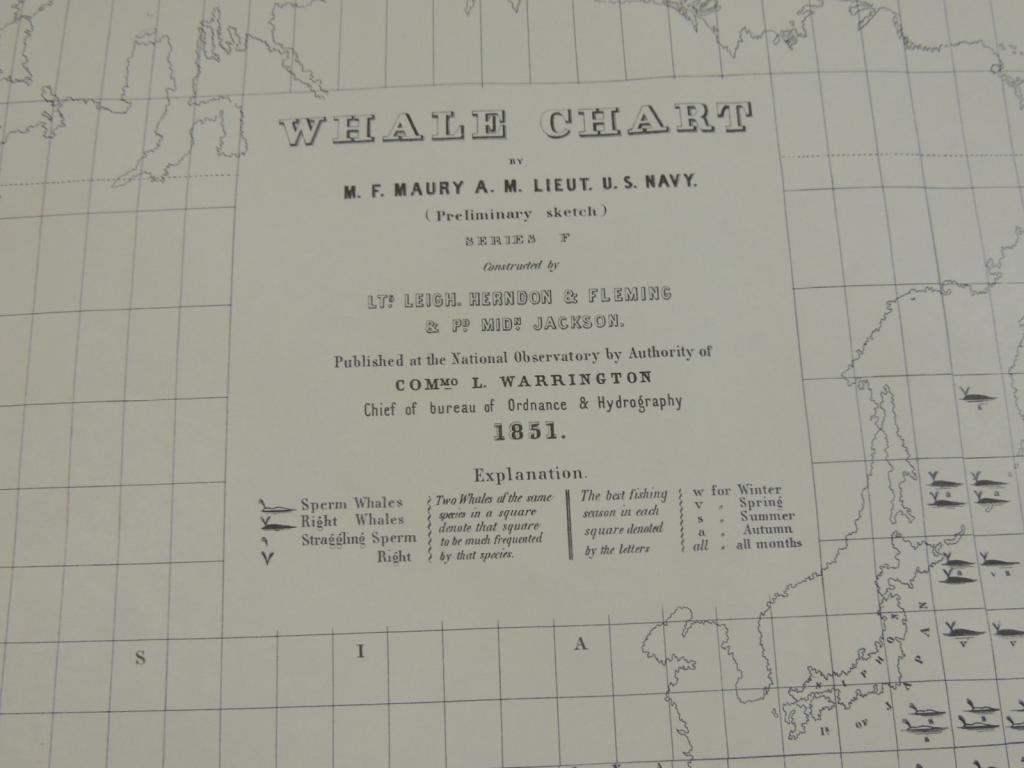 WHALE CHART
BY
M. F. MAURY A. M. LIEUT. U. S. NAVY.
(Preliminary sketch)
SERIES F
Constructed by
LTS LEIGH. HERNDON & FLEMING
& PD MIDN JACKSON.
Published at the National Observatory by Authority of
COMMO L. WARRINGTON
Chief of bureau of Ordnance & Hydrography
1851.
Explanation.
Sperm Whales
Right Whales
Straggling Sperm
Right
Two Whales of the same
species in a square
denote that square
to be much frequented
by that species.
The best fishing
season in each
square denoted
by the letters
w for Winter
v „ Spring
s „ Summer
a „ Autumn
all „ all months
S I A